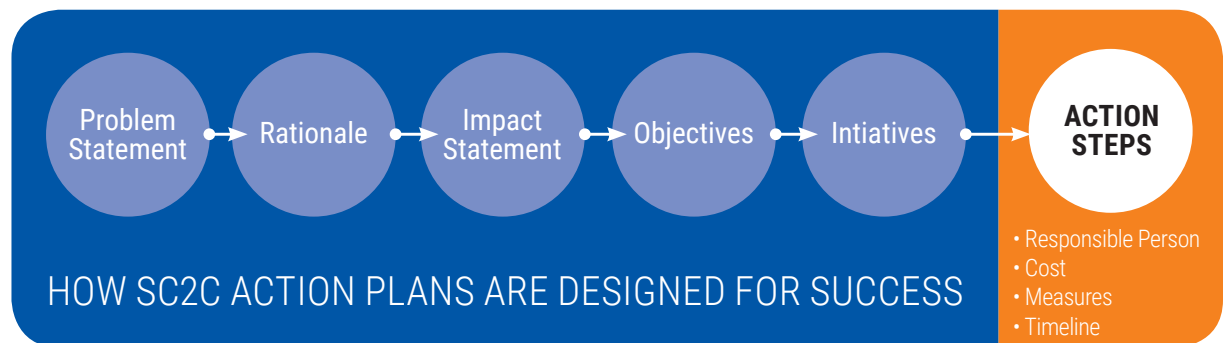 Problem
Statement
Rationale
Impact
Statement
Objectives
Intiatives
ACTION
STEPS
• Responsible Person
• Cost
• Measures
• Timeline
HOW SC2C ACTION PLANS ARE DESIGNED FOR SUCCESS